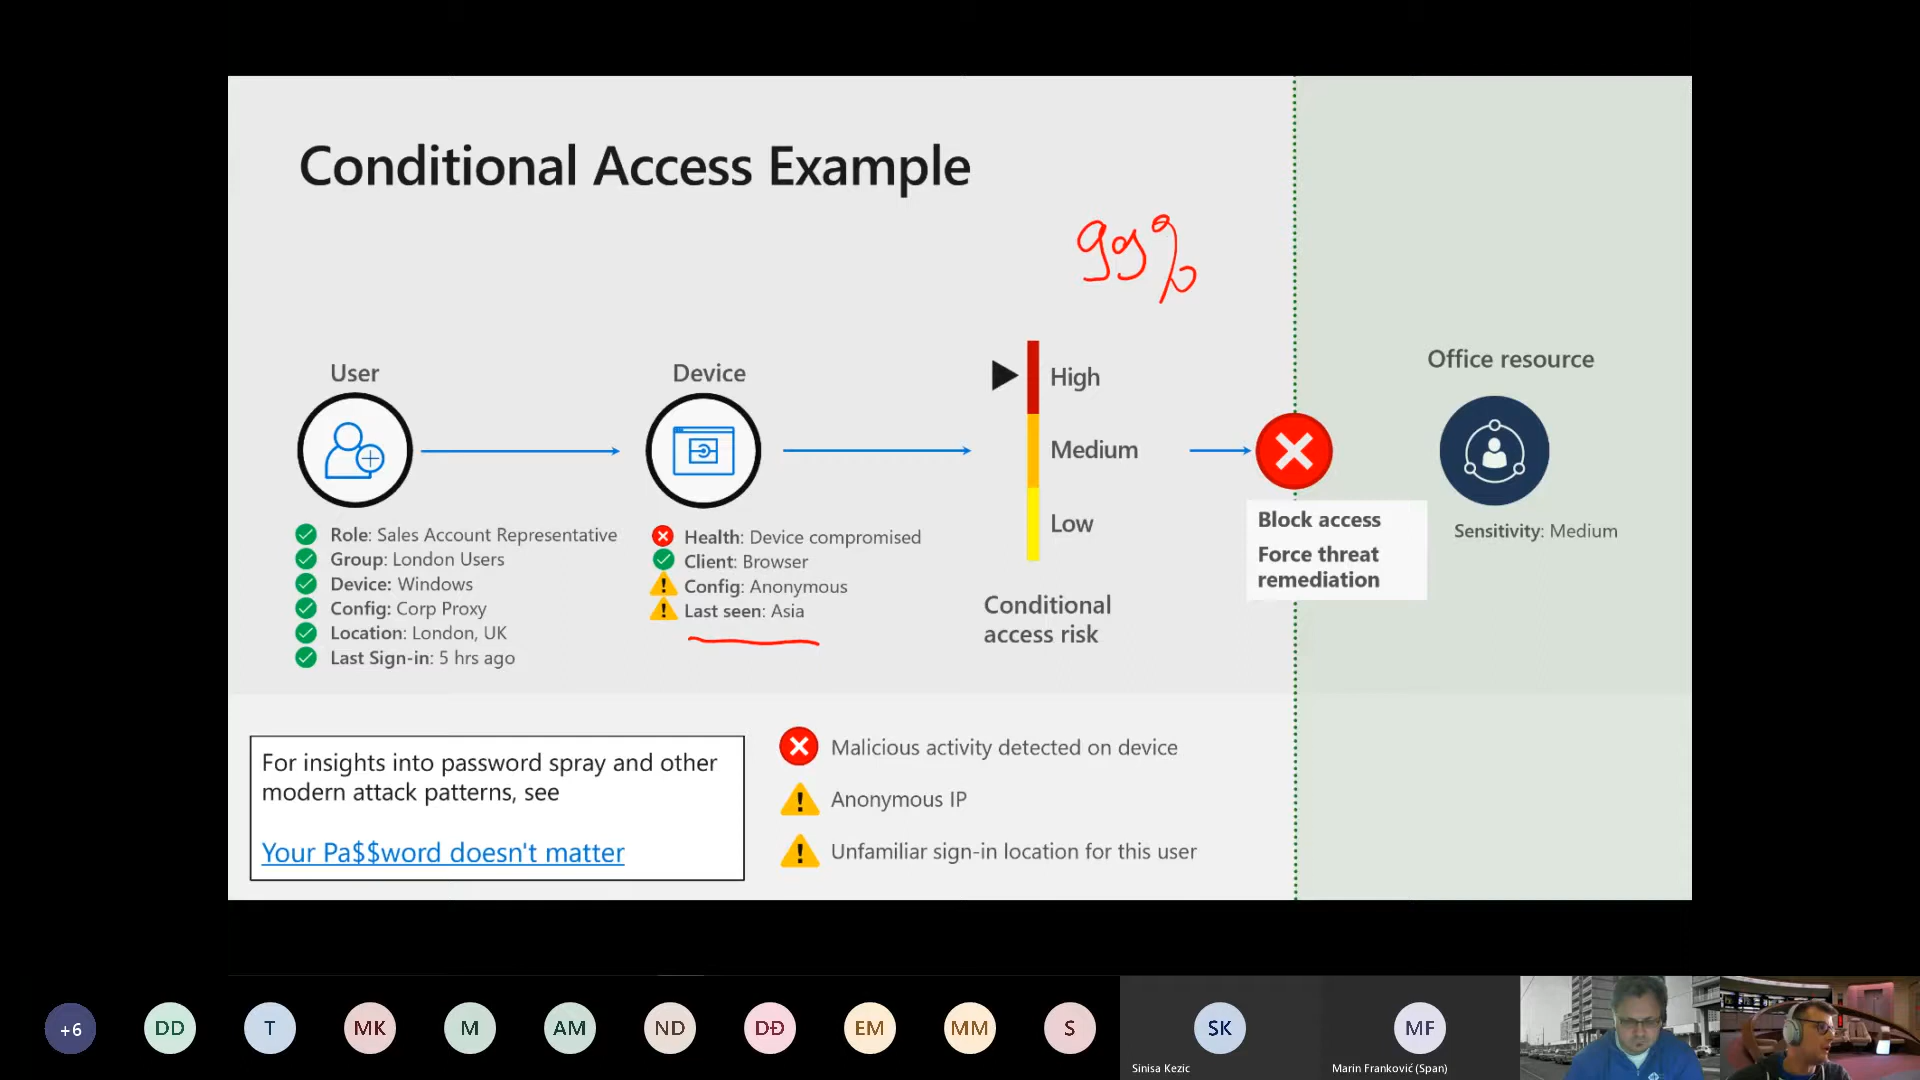 Conditional Access Example
99%
User
Device
High
Medium
Low
Conditional
access risk
Office resource
Role: Sales Account Representative
Group: London Users
Device: Windows
Config: Corp Proxy
Location: London, UK
Last Sign-in: 5 hrs ago
Health: Device compromised
Client: Browser
Config: Anonymous
Last seen: Asia
Block access
Force threat
remediation
Sensitivity: Medium
For insights into password spray and other
modern attack patterns, see
Your Pa$$word doesn't matter
Malicious activity detected on device
Anonymous IP
Unfamiliar sign-in location for this user
+6
DD
T
MK
M
AM
ND
DĐ
EM
MM
S
SK
Sinisa Kezic
MF
Marin Franković (Span)